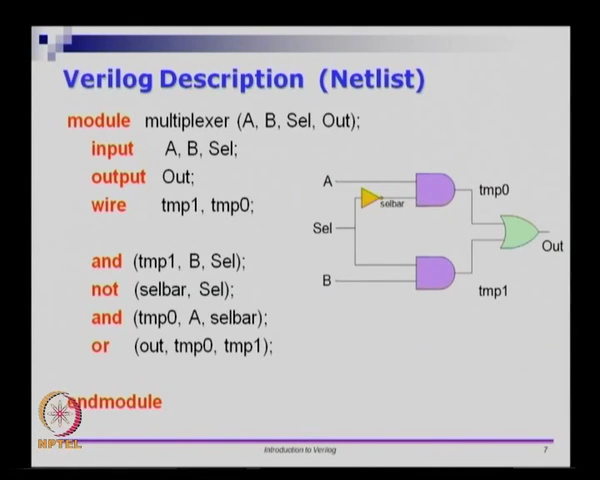 Verilog Description (Netlist)
module multiplexer (A, B, Sel, Out);
input A, B, Sel;
output Out;
wire tmp1, tmp0;
and (tmp1, B, Sel);
not (selbar, Sel);
and (tmp0, A, selbar);
or (out, tmp0, tmp1);
endmodule
A
selbar
tmp0
Sel
Out
B
tmp1
NPTEL
Introduction to Verilog
7